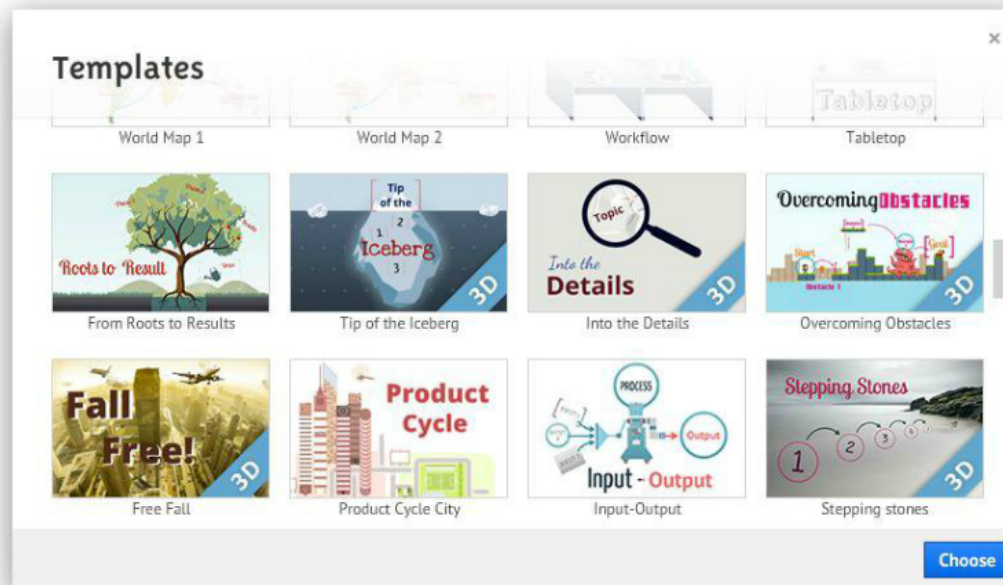 ×
Templates
Tabletop
World Map 1
World Map 2
Workflow
Tabletop
Roots to Result
Tip
of the
1
2
Iceberg
3
3D
Topic
Into the
Details
3D
Overcoming Obstacles
Start
Goal
Obstacle 1
3D
From Roots to Results
Tip of the Iceberg
Into the Details
Overcoming Obstacles
Fall
Free!
3D
Product
Cycle
PROCESS
Output
Input - Output
Stepping Stones
1
2
3
3D
Free Fall
Product Cycle City
Input-Output
Stepping stones
Choose